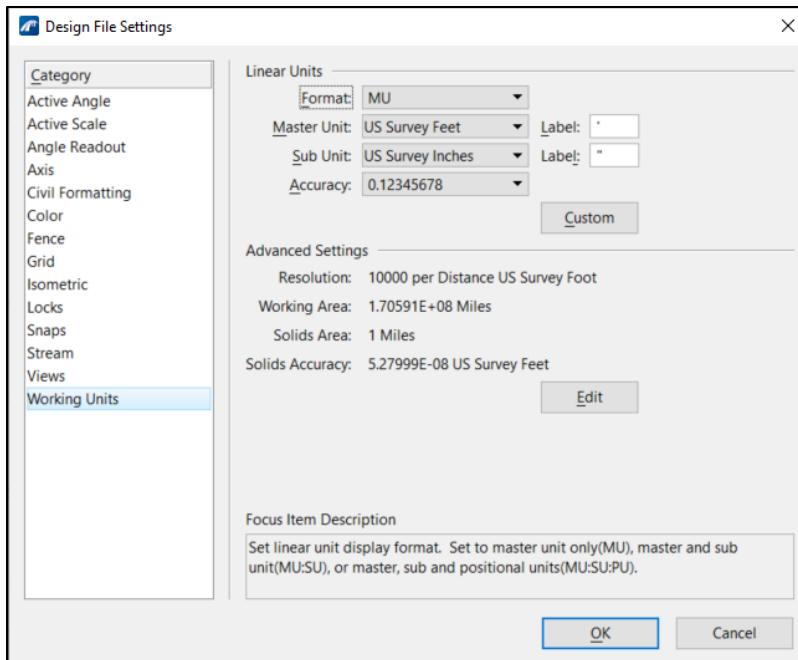 Design File Settings
Category
Active Angle
Active Scale
Angle Readout
Axis
Civil Formatting
Color
Fence
Grid
Isometric
Locks
Snaps
Stream
Views
Working Units
Linear Units
Format: MU
Master Unit: US Survey Feet Label: '
Sub Unit: US Survey Inches Label: "
Accuracy: 0.12345678
Custom
Advanced Settings
Resolution: 10000 per Distance US Survey Foot
Working Area: 1.70591E+08 Miles
Solids Area: 1 Miles
Solids Accuracy: 5.27999E-08 US Survey Feet
Edit
Focus Item Description
Set linear unit display format. Set to master unit only(MU), master and sub
unit(MU:SU), or master, sub and positional units(MU:SU:PU).
OK Cancel